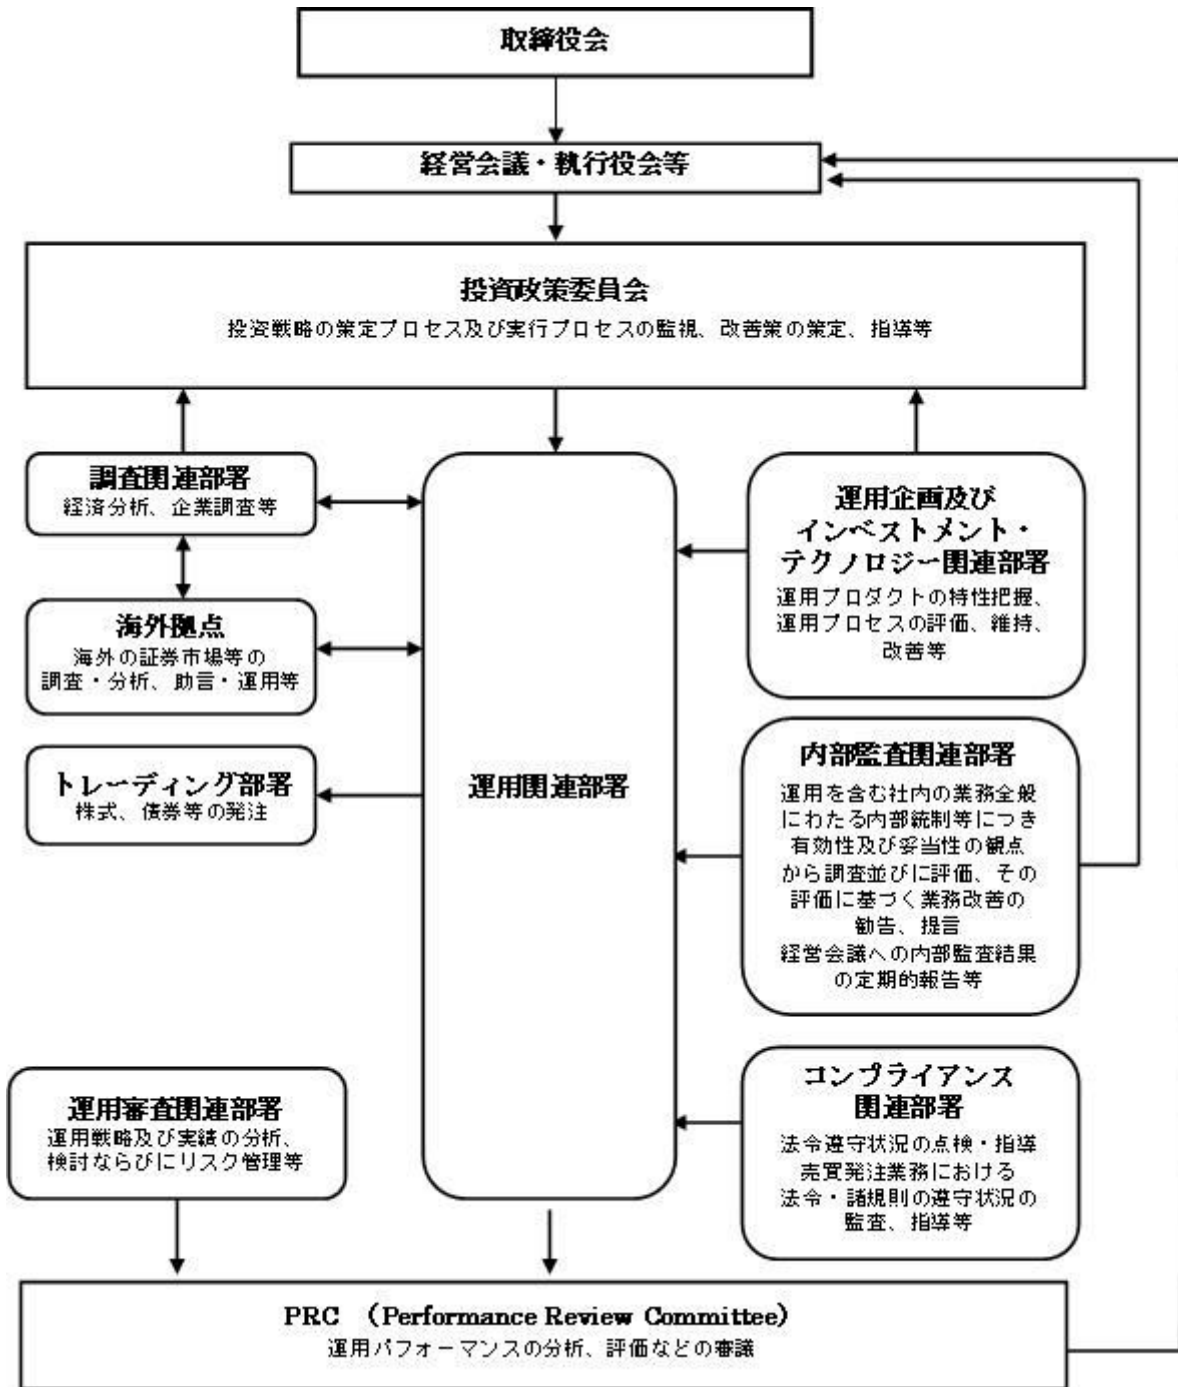 取締役会
経営会議・執行役会等
投資政策委員会
投資戦略の策定プロセス及び実行プロセスの監視、改善策の策定、指導等
調査関連部署
経済分析、企業調査等
海外拠点
海外の証券市場等の
調査・分析、助言・運用等
トレーディング部署
株式、債券等の発注
運用関連部署
運用企画及び
インベストメント・
テクノロジー関連部署
運用プロダクトの特性把握、
運用プロセスの評価、維持、
改善等
内部監査関連部署
運用を含む社内の業務全般
にわたる内部統制等につき
有効性及び妥当性の観点
から調査並びに評価、その
評価に基づく業務改善の
勧告、提言
経営会議への内部監査結果
の定期的報告等
コンプライアンス
関連部署
法令遵守状況の点検・指導
売買発注業務における
法令・諸規則の遵守状況の
監査、指導等
運用審査関連部署
運用戦略及び実績の分析、
検討ならびにリスク管理等
PRC （Performance Review Committee）
運用パフォーマンスの分析、評価などの審議